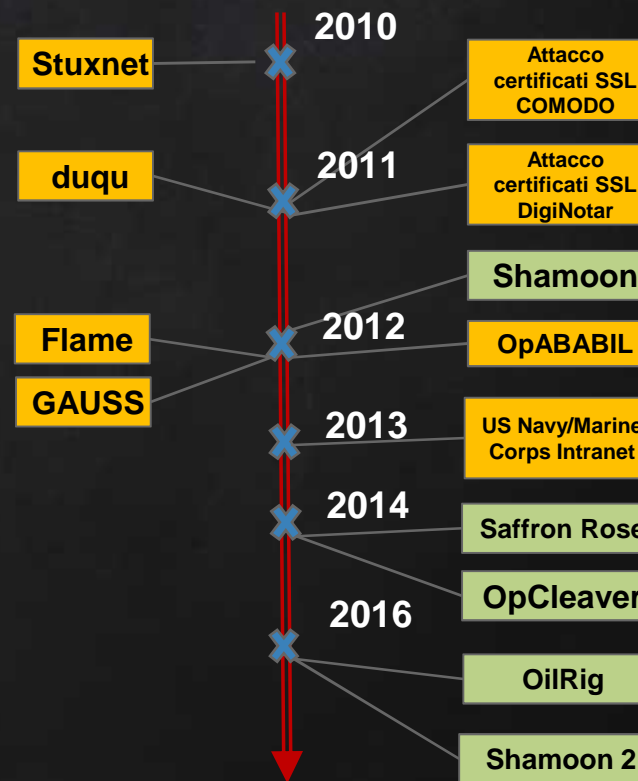 2010
Stuxnet
Attacco
certificati SSL
COMODO
2011
duqu
Attacco
certificati SSL
DigiNotar
Shamoon
2012
Flame
OpABABIL
GAUSS
2013
US Navy/Marine
Corps Intranet
2014
Saffron Rose
OpCleaver
2016
OilRig
Shamoon 2